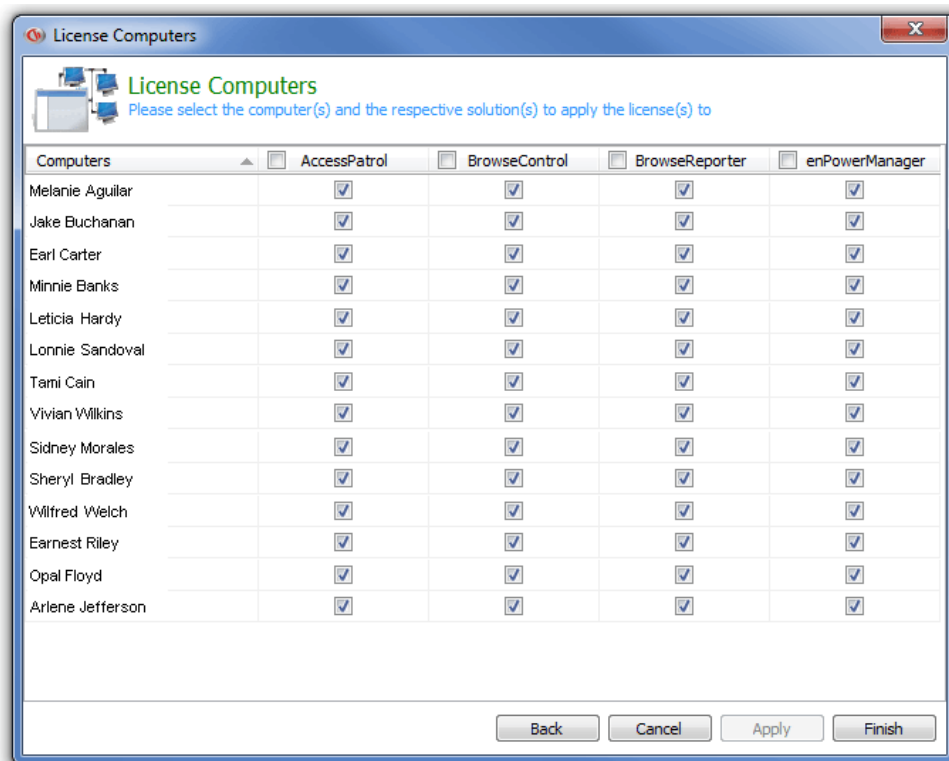 License Computers
License Computers
Please select the computer(s) and the respective solution(s) to apply the license(s) to
Computers AccessPatrol BrowseControl BrowseReporter enPowerManager
Melanie Aguilar
Jake Buchanan
Earl Carter
Minnie Banks
Leticia Hardy
Lonnie Sandoval
Tami Cain
Vivian Wilkins
Sidney Morales
Sheryl Bradley
Wilfred Welch
Earnest Riley
Opal Floyd
Arlene Jefferson
Back Cancel Apply Finish